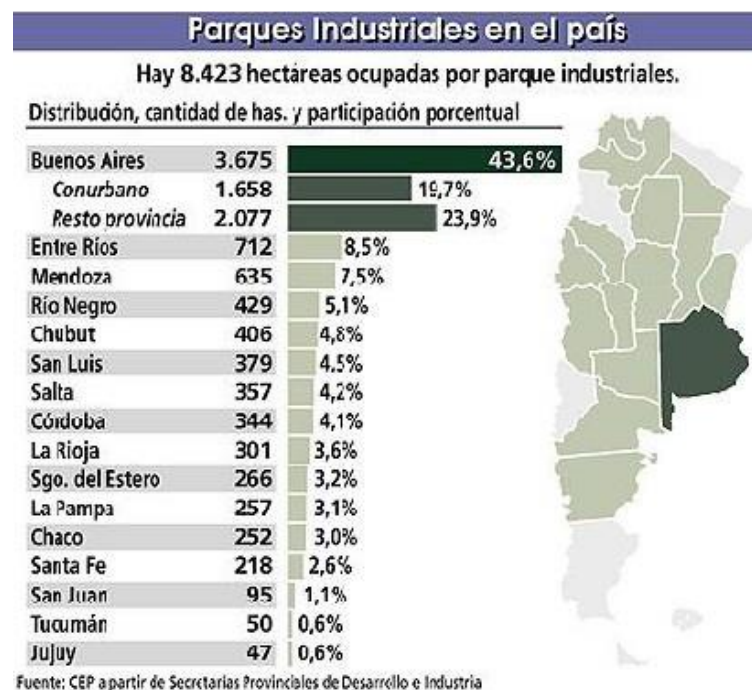 Parques Industriales en el país
Hay 8.423 hectáreas ocupadas por parque industriales.
Distribución, cantidad de has. y participación porcentual
Buenos Aires 3.675 43,6%
Conurbano 1.658 19,7%
Resto provincia 2.077 23,9%
Entre Ríos 712 8,5%
Mendoza 635 7,5%
Río Negro 429 5,1%
Chubut 406 4,8%
San Luis 379 4.5%
Salta 357 4,2%
Córdoba 344 4,1%
La Rioja 301 3,6%
Sgo. del Estero 266 3,2%
La Pampa 257 3,1%
Chaco 252 3,0%
Santa Fe 218 2,6%
San Juan 95 1,1%
Tucumán 50 0,6%
Jujuy 47 0,6%
Fuente: CEP a partir de Secretarías Provinciales de Desarrollo e Industria